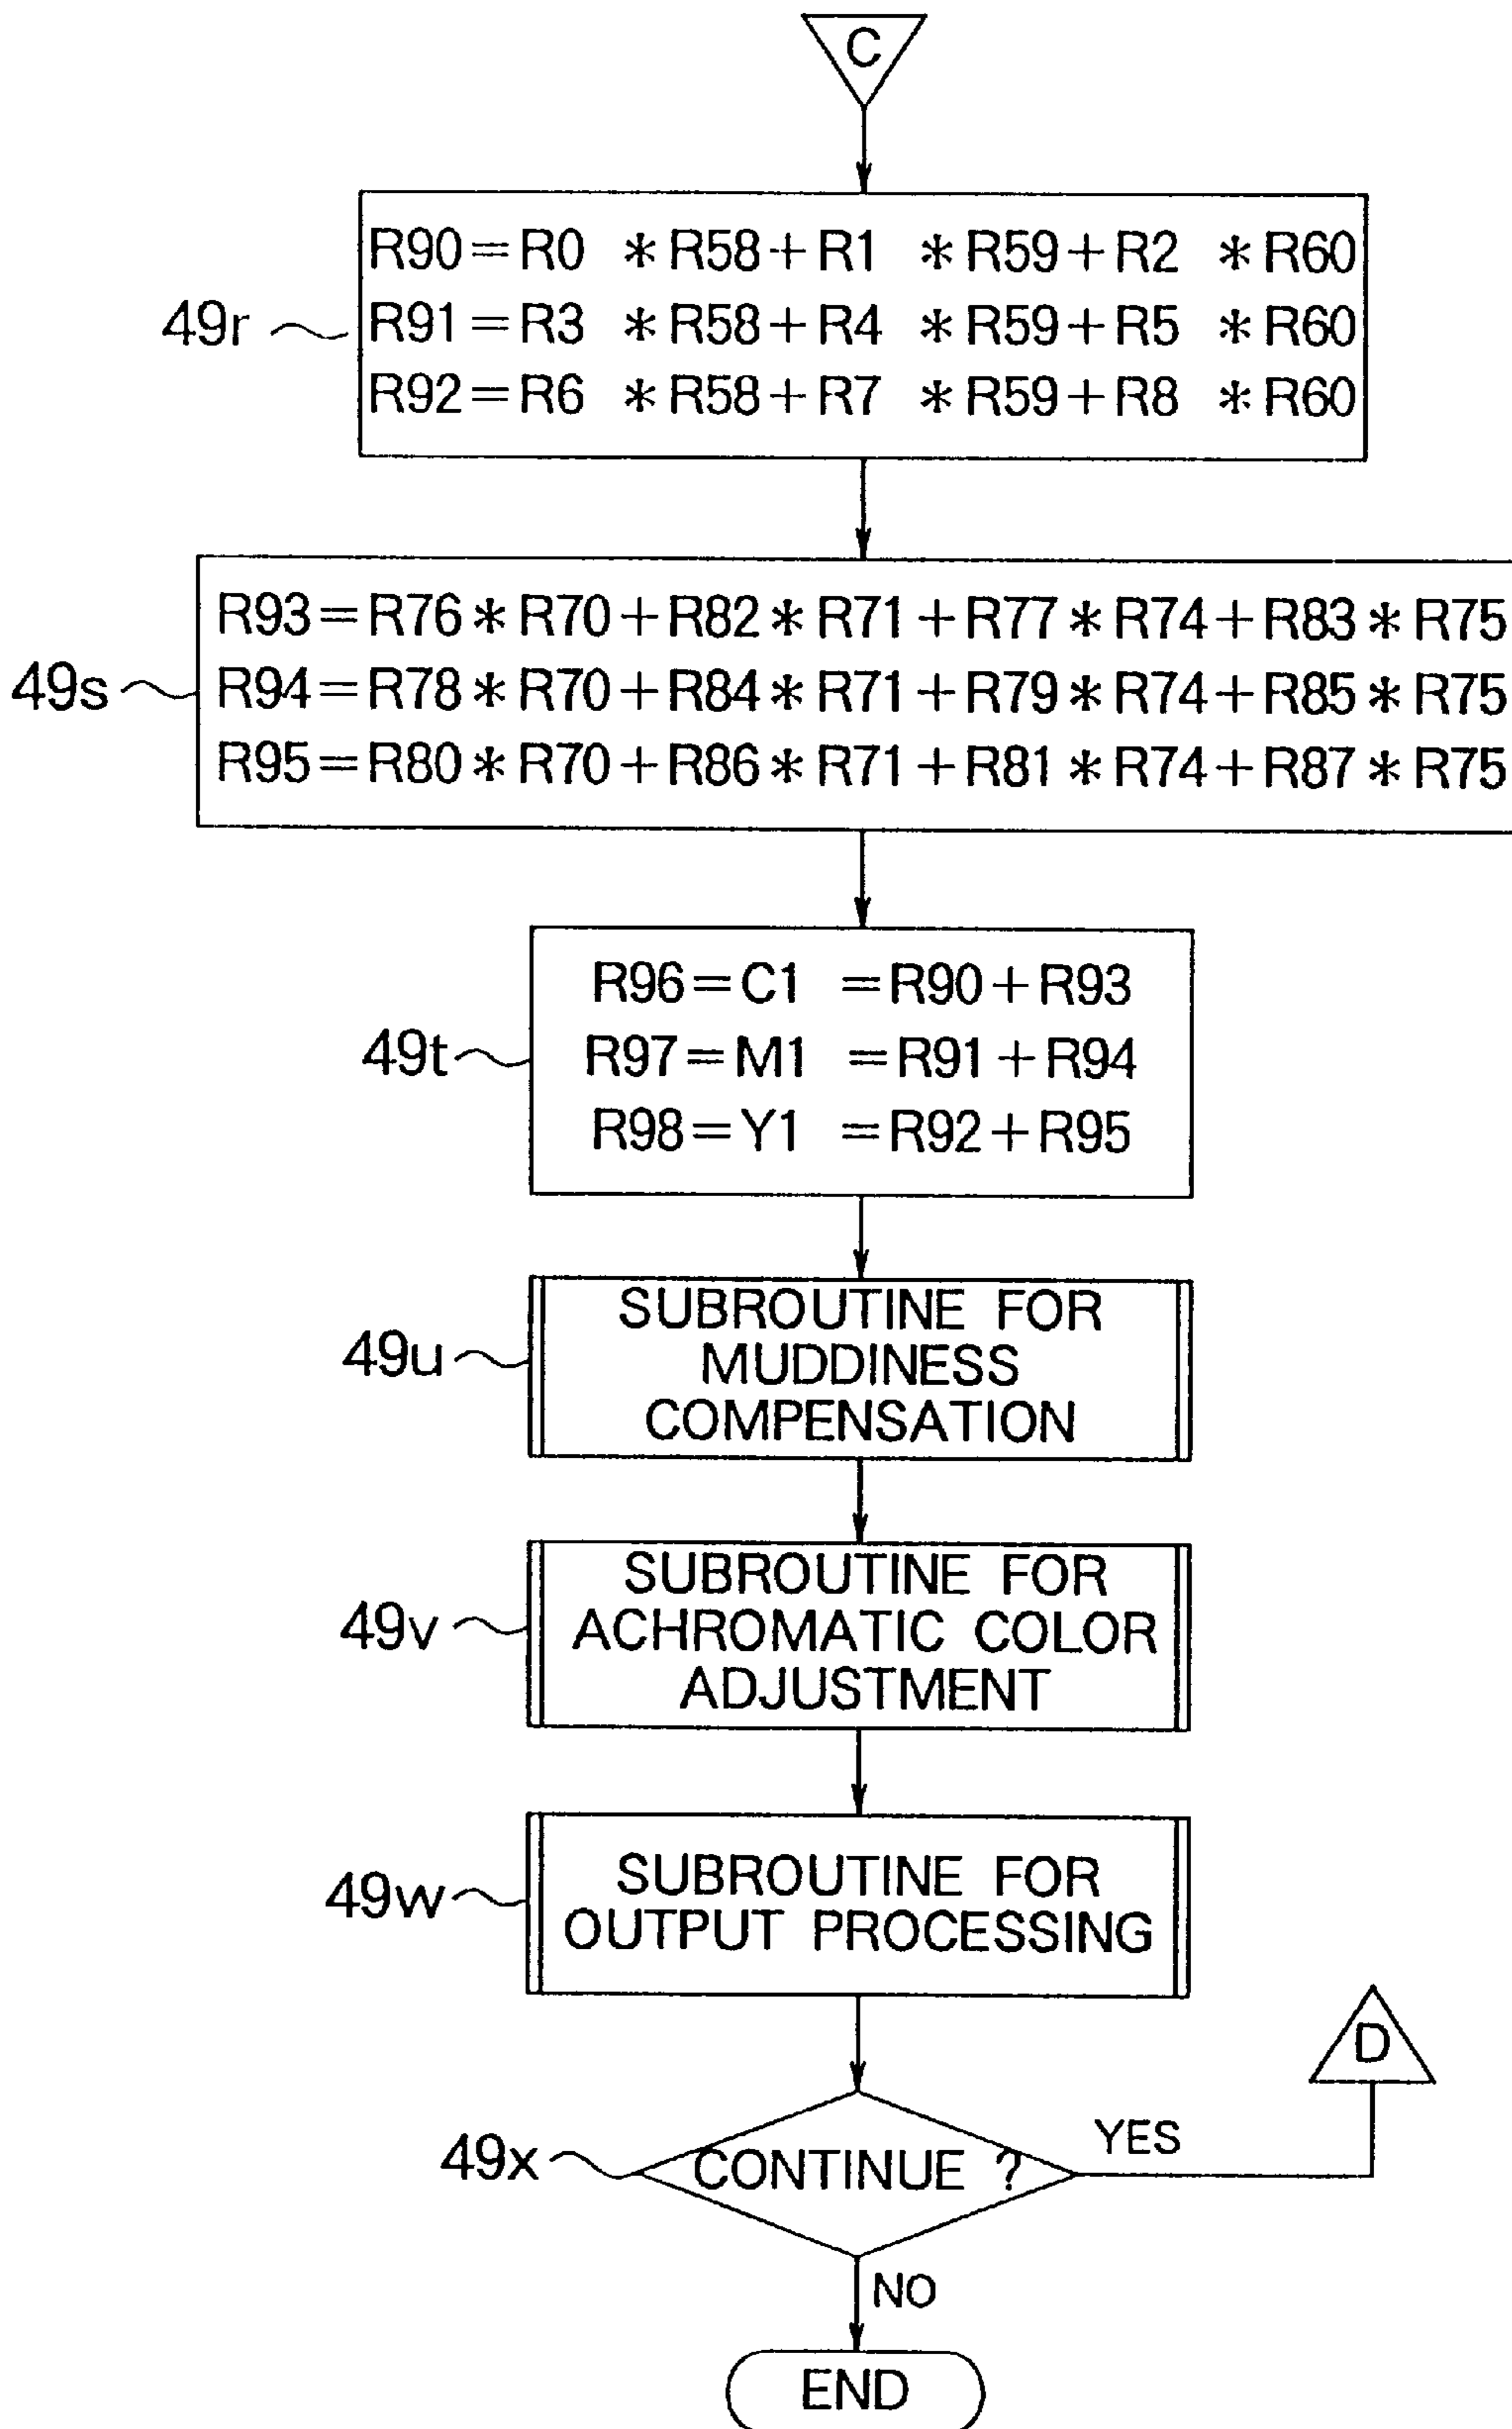 C
R90=R0 *R58+R1 *R59+R2 *R60
49r
R91=R3 *R58+R4 *R59+R5 *R60
R92=R6 *R58+R7 *R59+R8 *R60
R93=R76*R70+R82*R71+R77*R74+R83*R75
49s
R94=R78*R70+R84*R71+R79*R74+R85*R75
R95=R80*R70+R86*R71+R81*R74+R87*R75
R96=C1 =R90+R93
49t
R97=M1 =R91+R94
R98=Y1 =R92+R95
49u
SUBROUTINE FOR
MUDDINESS
COMPENSATION
49v
SUBROUTINE FOR
ACHROMATIC COLOR
ADJUSTMENT
49w
SUBROUTINE FOR
OUTPUT PROCESSING
D
49x
CONTINUE ?
YES
NO
END